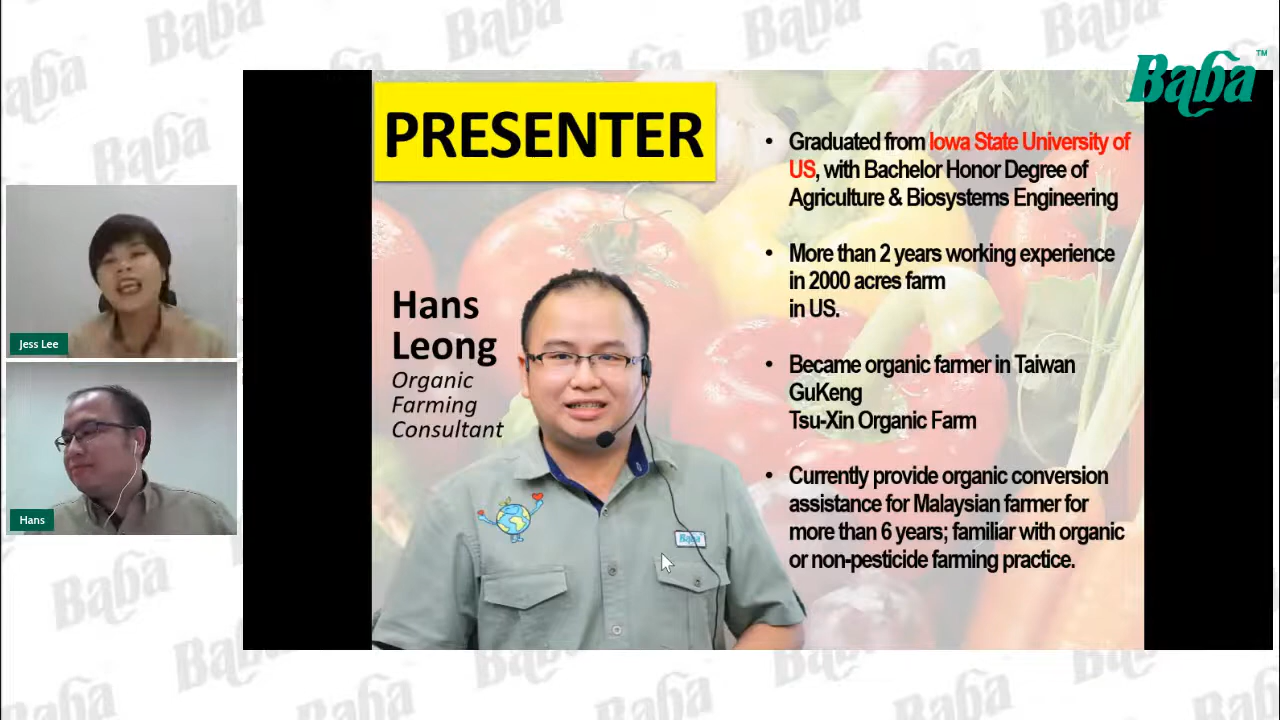 Baba™
PRESENTER
Hans
Leong
Organic
Farming
Consultant
• Graduated from Iowa State University of
US, with Bachelor Honor Degree of
Agriculture & Biosystems Engineering
• More than 2 years working experience
in 2000 acres farm
in US.
• Became organic farmer in Taiwan
GuKeng
Tsu-Xin Organic Farm
• Currently provide organic conversion
assistance for Malaysian farmer for
more than 6 years; familiar with organic
or non-pesticide farming practice.
Baba
Jess Lee
Hans